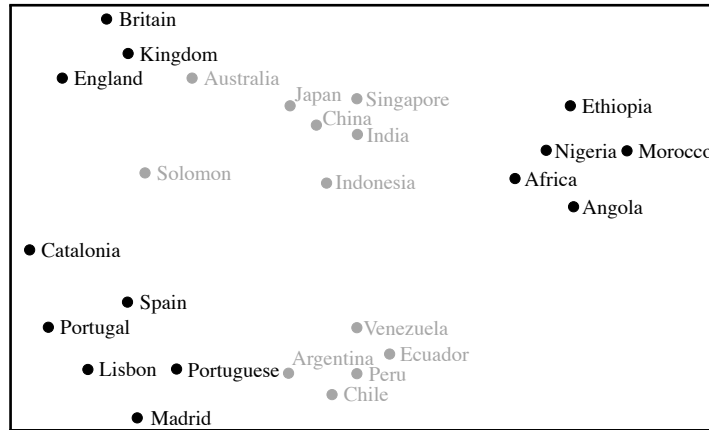 Britain
Kingdom
England
Australia
Japan
Singapore
China
India
Ethiopia
Nigeria
Morocco
Solomon
Indonesia
Africa
Angola
Catalonia
Spain
Portugal
Venezuela
Argentina
Ecuador
Lisbon
Portuguese
Peru
Chile
Madrid